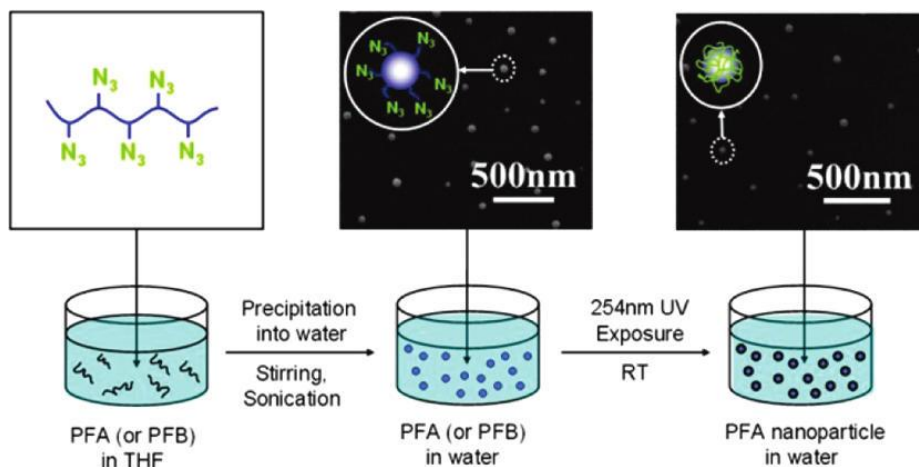 N3 N3
N3 N3 N3
N3
N3
N3
N3
N3
N3
500nm
500nm
Precipitation
into water
Stirring,
Sonication
254nm UV
Exposure
RT
PFA (or PFB)
in THF
PFA (or PFB)
in water
PFA nanoparticle
in water